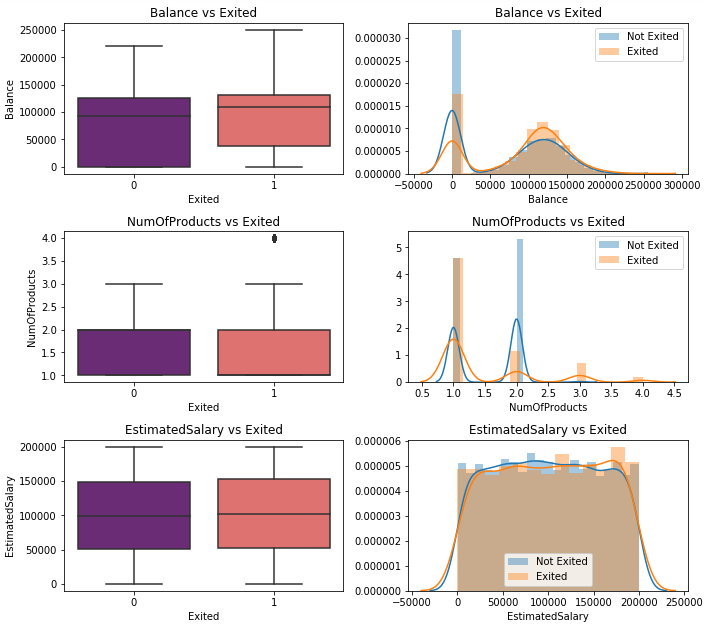 Balance vs Exited
250000
200000
150000
100000
50000
0
Balance
0 1
Exited
Balance vs Exited
0.000030
0.000025
0.000020
0.000015
0.000010
0.000005
0.000000
Not Exited
Exited
−50000 0 50000 100000 150000 200000 250000 300000
Balance
NumOfProducts vs Exited
4.0
3.5
3.0
2.5
2.0
1.5
1.0
NumOfProducts
0 1
Exited
NumOfProducts vs Exited
5
4
3
2
1
0
Not Exited
Exited
0.5 1.0 1.5 2.0 2.5 3.0 3.5 4.0 4.5
NumOfProducts
EstimatedSalary vs Exited
200000
150000
100000
50000
0
EstimatedSalary
0 1
Exited
EstimatedSalary vs Exited
0.000006
0.000005
0.000004
0.000003
0.000002
0.000001
0.000000
Not Exited
Exited
−50000 0 50000 100000 150000 200000 250000
EstimatedSalary